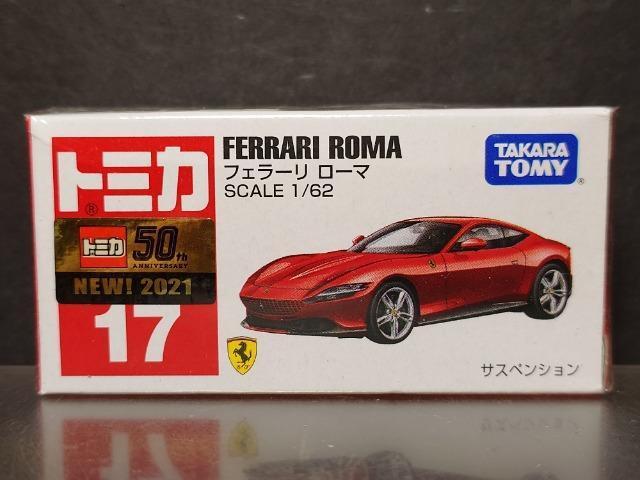 トミカ
®
トミカ 50th
ANNIVERSARY
NEW! 2021
17
FERRARI ROMA
フェラーリ ローマ
SCALE 1/62
TAKARA
TOMY®
サスペンション